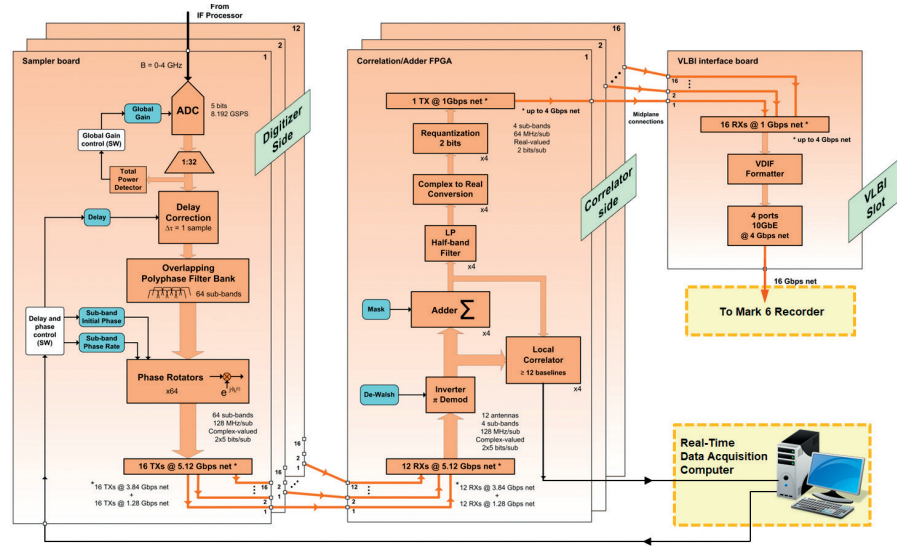 From
IF Processor
12
2
1
Sampler board
B = 0-4 GHz
ADC
5 bits
8.192 GSPS
Global
Gain
Global Gain
control (SW)
1:32
Total
Power
Detector
Delay
Delay
Correction
Δτ = 1 sample
Overlapping
Polyphase Filter Bank
64 sub-bands
Delay and
phase control
(SW)
Sub-band
Initial Phase
Sub-band
Phase Rate
Phase Rotators
x64
64 sub-bands
128 MHz/sub
Complex-valued
2x5 bits/sub
16 TXs @ 5.12 Gbps net *
* 16 TXs @ 3.84 Gbps net
+
16 TXs @ 1.28 Gbps net
16
2
1
16
2
1
16
2
1
Digitizer
Side
16
2
1
Correlation/Adder FPGA
1 TX @ 1Gbps net *
* up to 4 Gbps net
4 sub-bands
64 MHz/sub
Real-valued
2 bits/sub
Requantization
2 bits
x4
Complex to Real
Conversion
x4
LP
Half-band
Filter
x4
Mask
Adder Σ
x4
Local
Correlator
≥ 12 baselines
x4
De-Walsh
Inverter
π Demod
12 antennas
4 sub-bands
128 MHz/sub
Complex-valued
2x5 bits/sub
12 RXs @ 5.12 Gbps net *
* 12 RXs @ 3.84 Gbps net
+
12 RXs @ 1.28 Gbps net
12
2
1
Correlator
side
Midplane
connections
VLBI interface board
16
2
1
16 RXs @ 1 Gbps net *
* up to 4 Gbps net
VDIF
Formatter
4 ports
10GbE
@ 4 Gbps net
VLBI
Slot
16 Gbps net
To Mark 6 Recorder
Real-Time
Data Acquisition
Computer